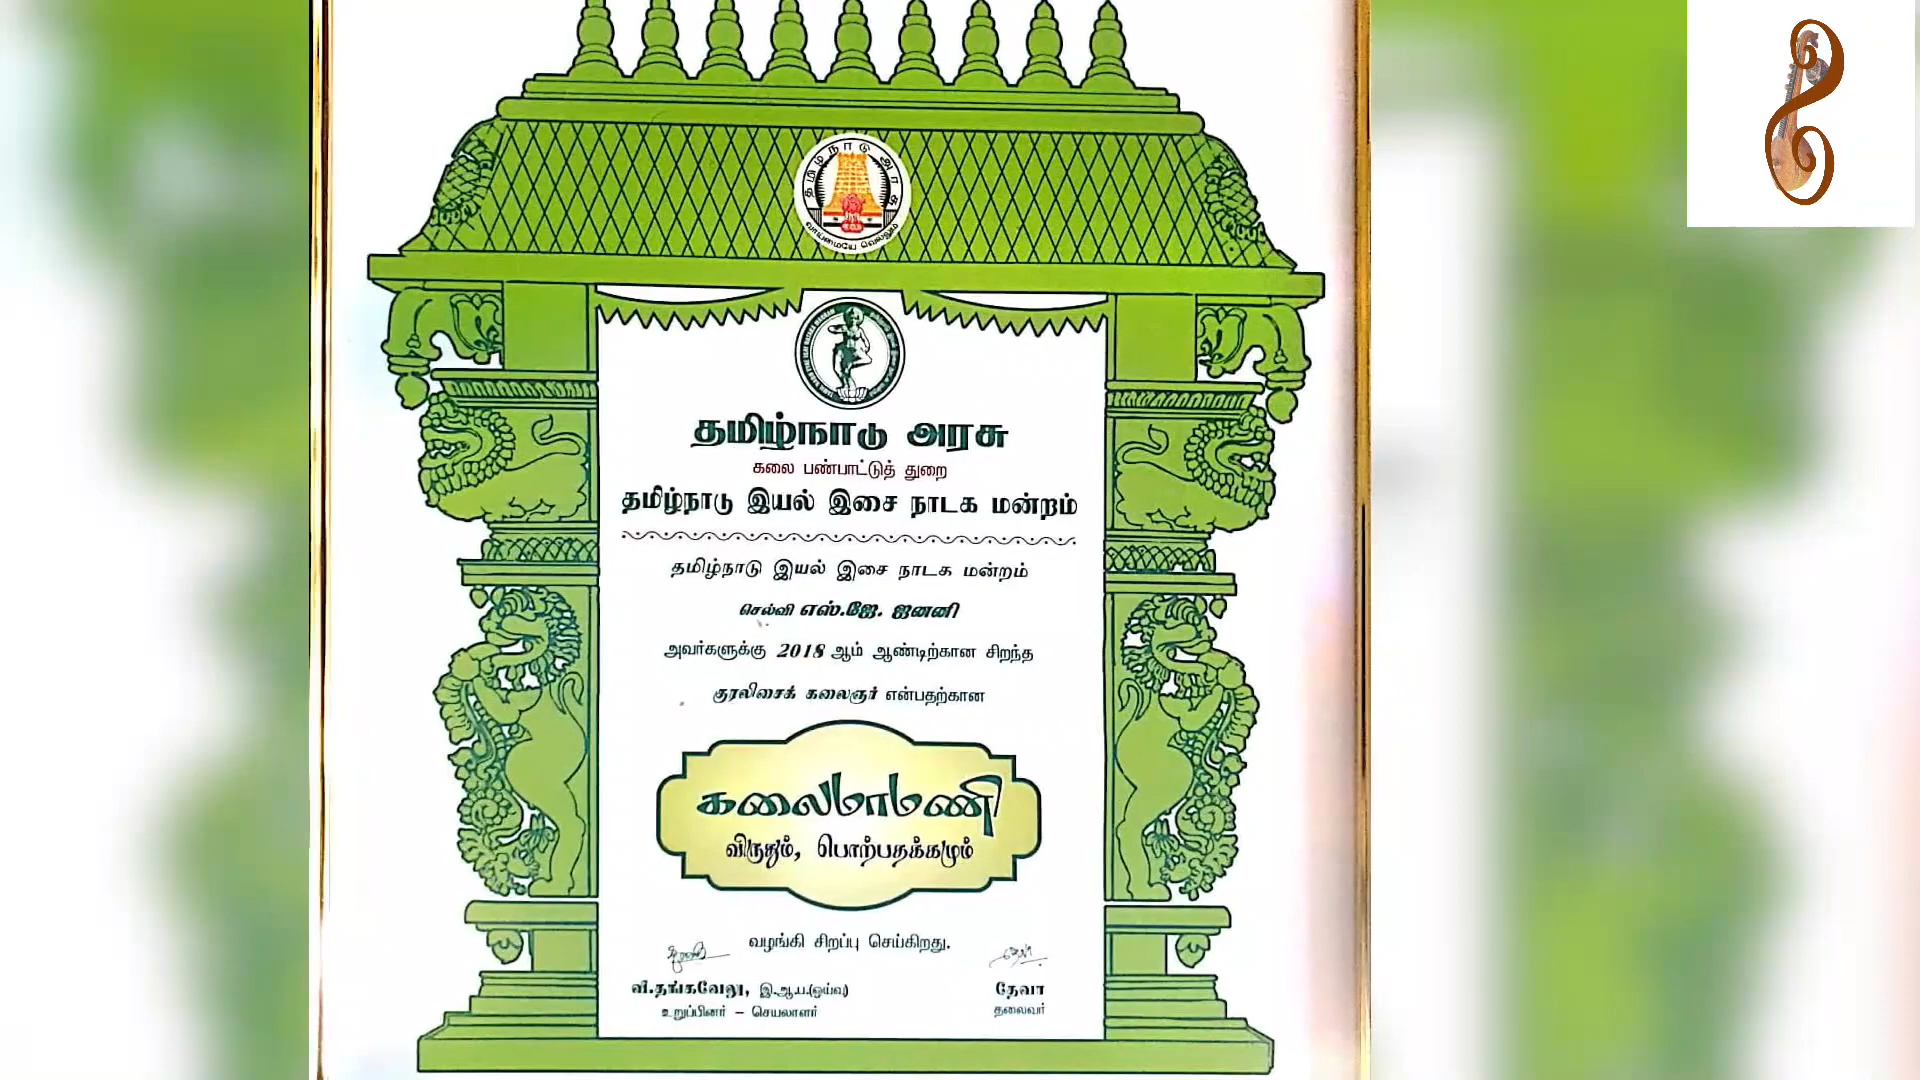 தமிழ்நாடு அரசு
வாய்மையே வெல்லும்
தமிழ்நாடு அரசு
கலை பண்பாட்டுத் துறை
தமிழ்நாடு இயல் இசை நாடக மன்றம்
தமிழ்நாடு இயல் இசை நாடக மன்றம்
செல்வி எஸ்.ஜே. ஜனனி
அவர்களுக்கு 2018 ஆம் ஆண்டிற்கான சிறந்த
குரலிசைக் கலைஞர் என்பதற்கான
கலைமாமணி
விருதும், பொற்பதக்கமும்
வழங்கி சிறப்பு செய்கிறது.
வி.தங்கவேலு, இ.ஆ.ப.(ஓய்வு)
உறுப்பினர் – செயலாளர்
தேவா
தலைவர்